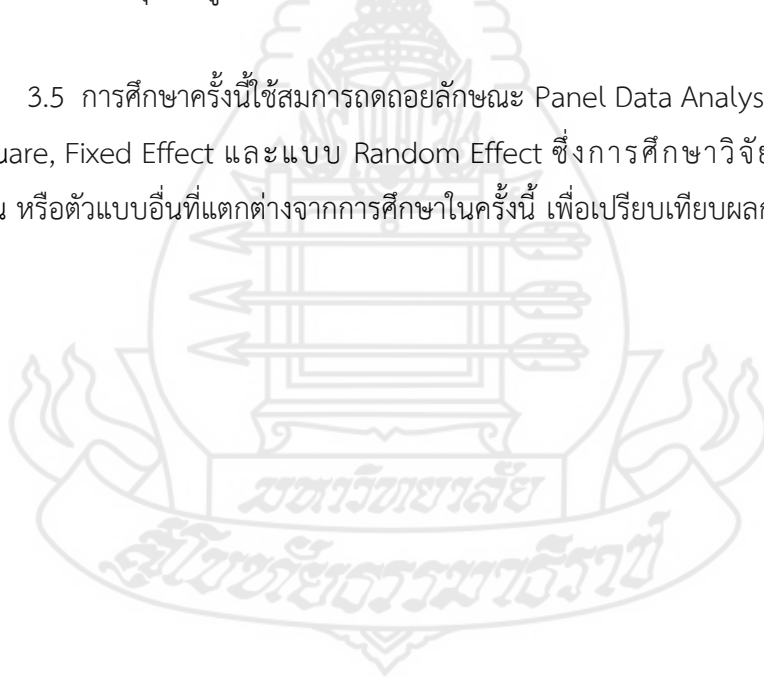 3.5 การศึกษาครั้งนี้ใช้สมการถดถอยลักษณะ Panel Data Analys
uare, Fixed Effect และแบบ Random Effect ซึ่งการศึกษาวิจัย
หรือตัวแบบอื่นที่แตกต่างจากการศึกษาในครั้งนี้ เพื่อเปรียบเทียบผล
มหาวิทยาลัย
สุโขทัยธรรมาธิราช